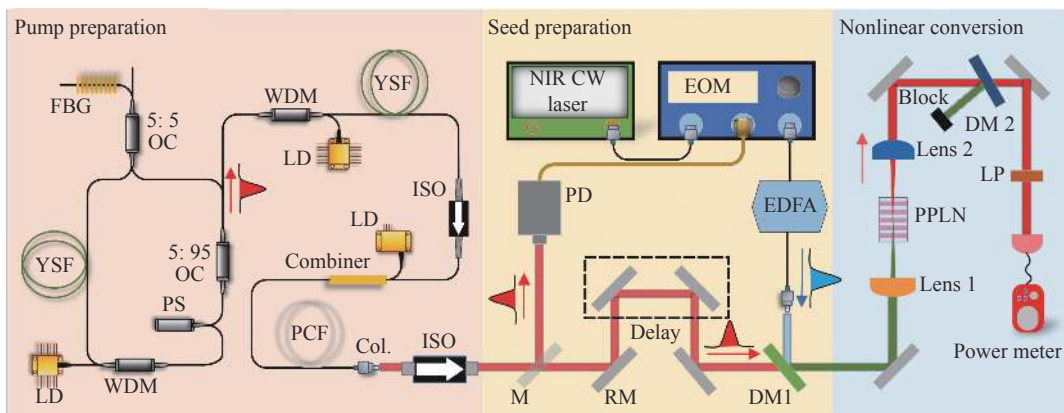 Pump preparation
Seed preparation
Nonlinear conversion
FBG
5: 5
OC
WDM
YSF
LD
ISO
LD
Combiner
YSF
5: 95
OC
PS
PCF
Col.
ISO
LD
WDM
NIR CW
laser
EOM
PD
EDFA
Delay
M
RM
DM1
Block
DM 2
Lens 2
LP
PPLN
Lens 1
Power meter